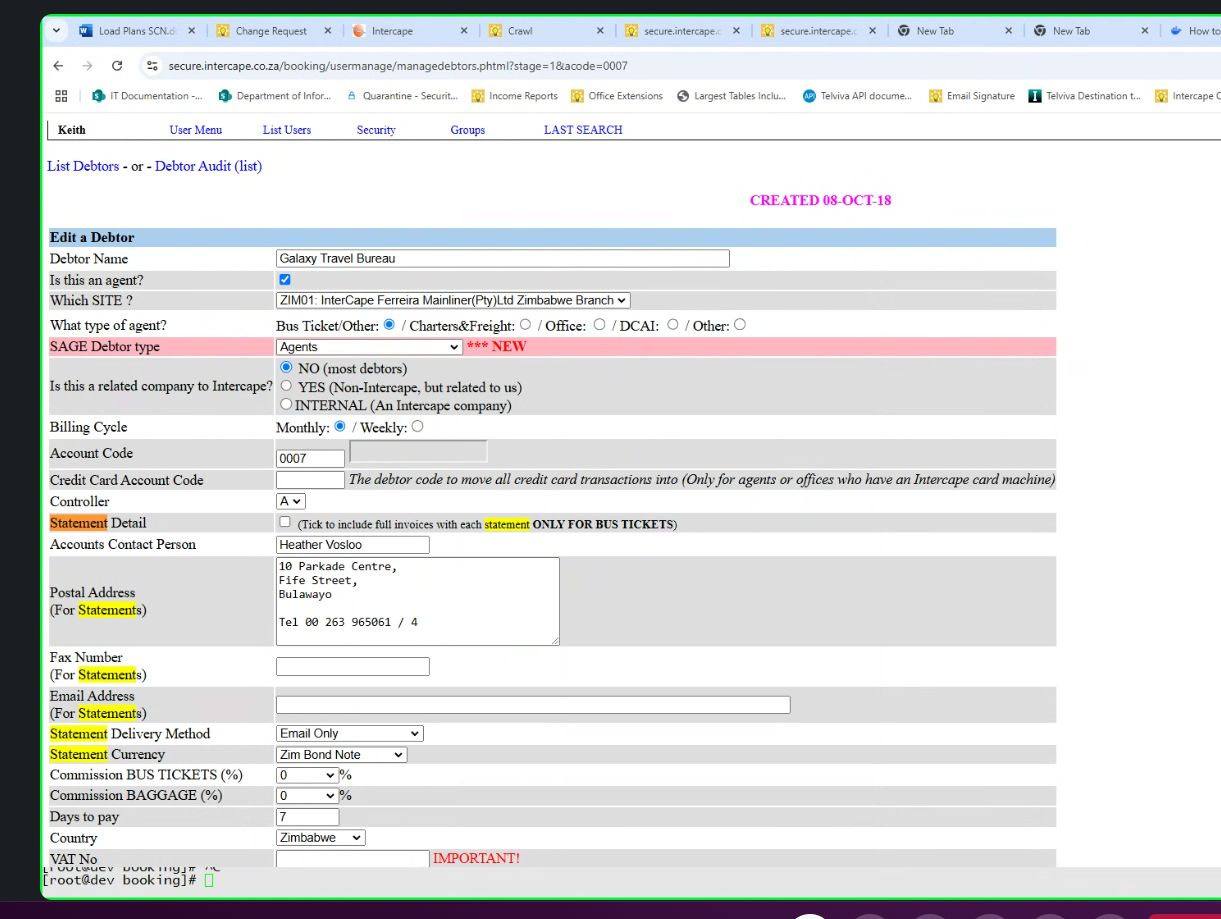 Load Plans SCN.d
Change Request
Intercape
Crawl
secure.intercape.c
secure.intercape.c
New Tab
New Tab
How to
secure.intercape.co.za/booking/usermanage/managedebtors.phtml?stage=1&acode=0007
IT Documentation -...
Department of Infor...
Quarantine - Securit...
Income Reports
Office Extensions
Largest Tables Inclu...
Telviva API docume...
Email Signature
Telviva Destination t...
Intercape C
Keith User Menu List Users Security Groups LAST SEARCH
List Debtors - or - Debtor Audit (list)
CREATED 08-OCT-18
Edit a Debtor
Debtor Name Galaxy Travel Bureau
Is this an agent?
Which SITE ? ZIM01: InterCape Ferreira Mainliner(Pty)Ltd Zimbabwe Branch
What type of agent? Bus Ticket/Other: / Charters&Freight: / Office: / DCAI: / Other:
SAGE Debtor type Agents *** NEW
Is this a related company to Intercape?
NO (most debtors)
YES (Non-Intercape, but related to us)
INTERNAL (An Intercape company)
Billing Cycle Monthly: / Weekly:
Account Code 0007
Credit Card Account Code The debtor code to move all credit card transactions into (Only for agents or offices who have an Intercape card machine)
Controller A
Statement Detail (Tick to include full invoices with each statement ONLY FOR BUS TICKETS)
Accounts Contact Person Heather Vosloo
Postal Address
(For Statements)
10 Parkade Centre,
Fife Street,
Bulawayo
Tel 00 263 965061 / 4
Fax Number
(For Statements)
Email Address
(For Statements)
Statement Delivery Method Email Only
Statement Currency Zim Bond Note
Commission BUS TICKETS (%) 0 %
Commission BAGGAGE (%) 0 %
Days to pay 7
Country Zimbabwe
VAT No IMPORTANT!
[root@dev booking]# ^C
[root@dev booking]#